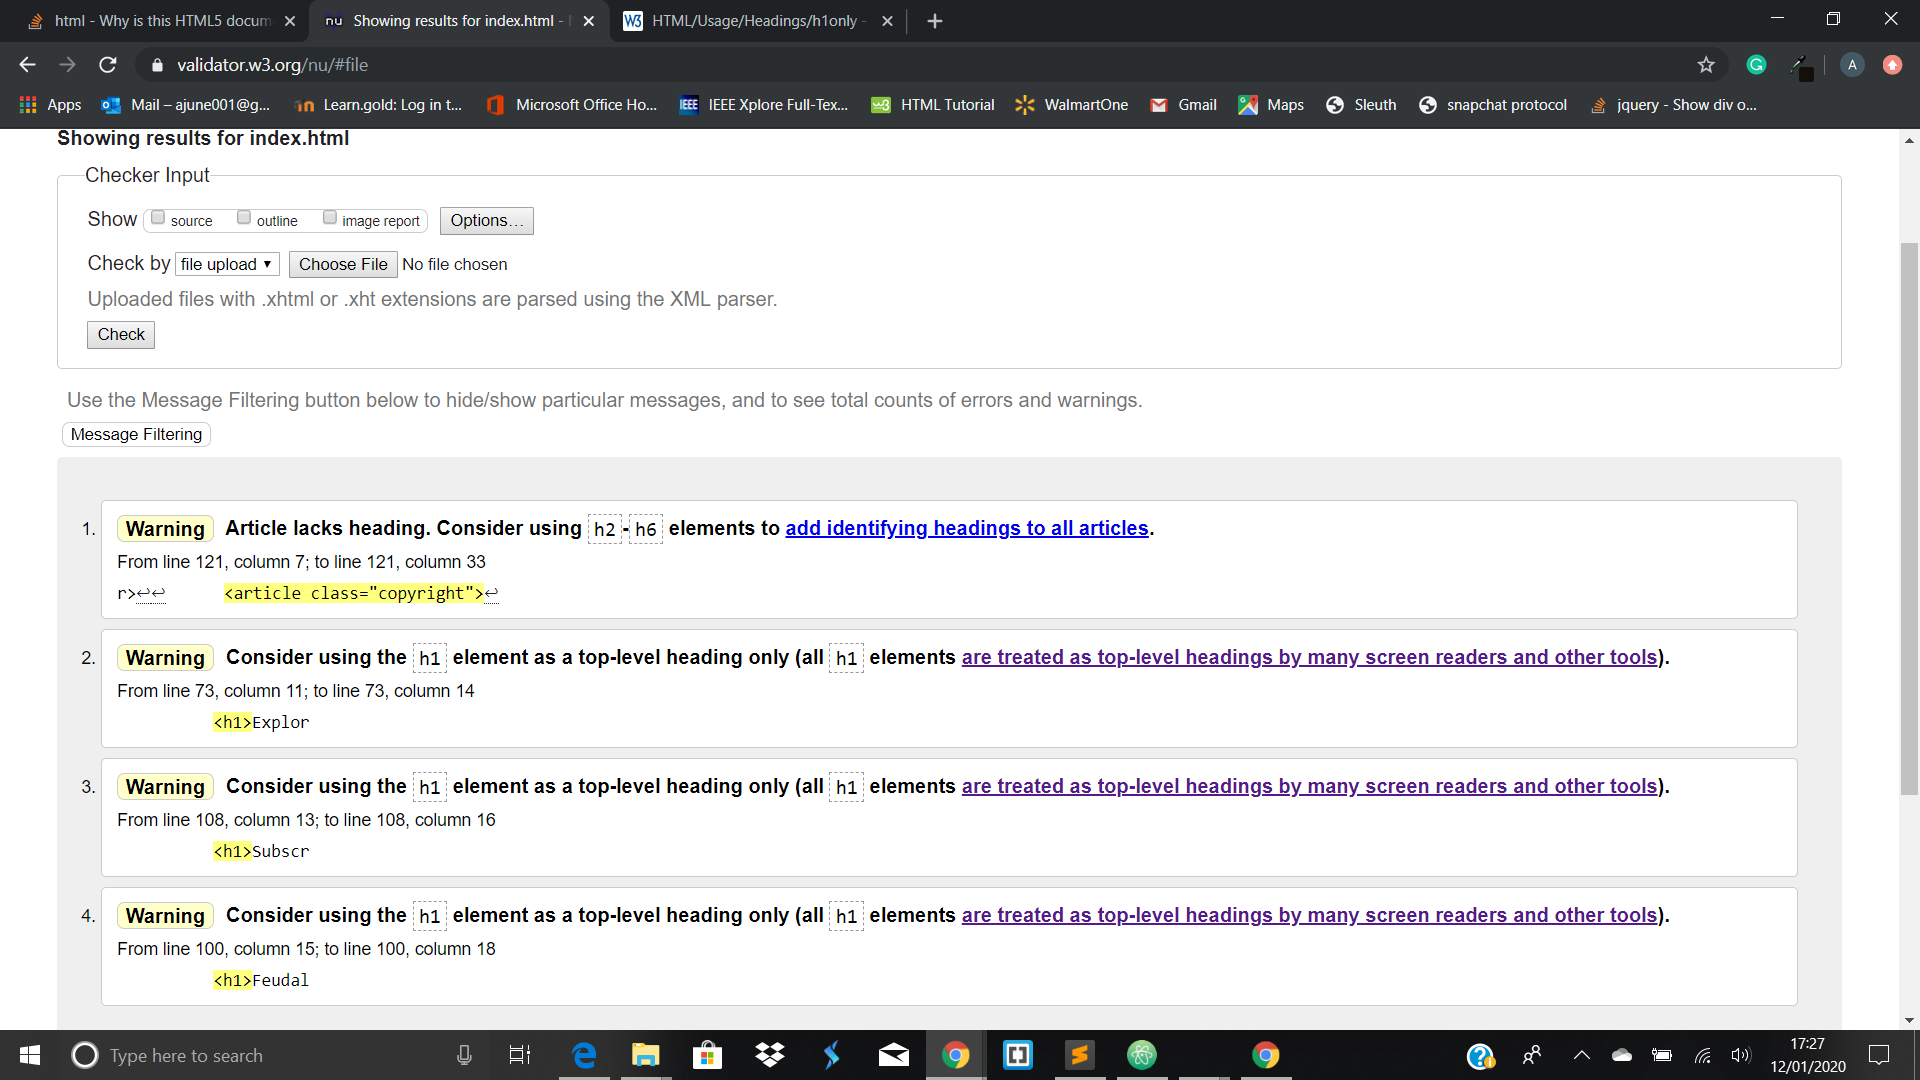 html - Why is this HTML5 docum
nu Showing results for index.html -
W3 HTML/Usage/Headings/h1only -
validator.w3.org/nu/#file
A
Apps
Mail – ajune001@g...
Learn.gold: Log in t...
Microsoft Office Ho...
IEEE IEEE Xplore Full-Tex...
w3 HTML Tutorial
WalmartOne
Gmail
Maps
Sleuth
snapchat protocol
jquery - Show div o...
Showing results for index.html
Checker Input
Show source outline image report Options...
Check by file upload Choose File No file chosen
Uploaded files with .xhtml or .xht extensions are parsed using the XML parser.
Check
Use the Message Filtering button below to hide/show particular messages, and to see total counts of errors and warnings.
Message Filtering
1. Warning Article lacks heading. Consider using h2-h6 elements to add identifying headings to all articles.
From line 121, column 7; to line 121, column 33
r>↩↩ <article class="copyright">↩
2. Warning Consider using the h1 element as a top-level heading only (all h1 elements are treated as top-level headings by many screen readers and other tools).
From line 73, column 11; to line 73, column 14
<h1>Explor
3. Warning Consider using the h1 element as a top-level heading only (all h1 elements are treated as top-level headings by many screen readers and other tools).
From line 108, column 13; to line 108, column 16
<h1>Subscr
4. Warning Consider using the h1 element as a top-level heading only (all h1 elements are treated as top-level headings by many screen readers and other tools).
From line 100, column 15; to line 100, column 18
<h1>Feudal
Type here to search
17:27
12/01/2020